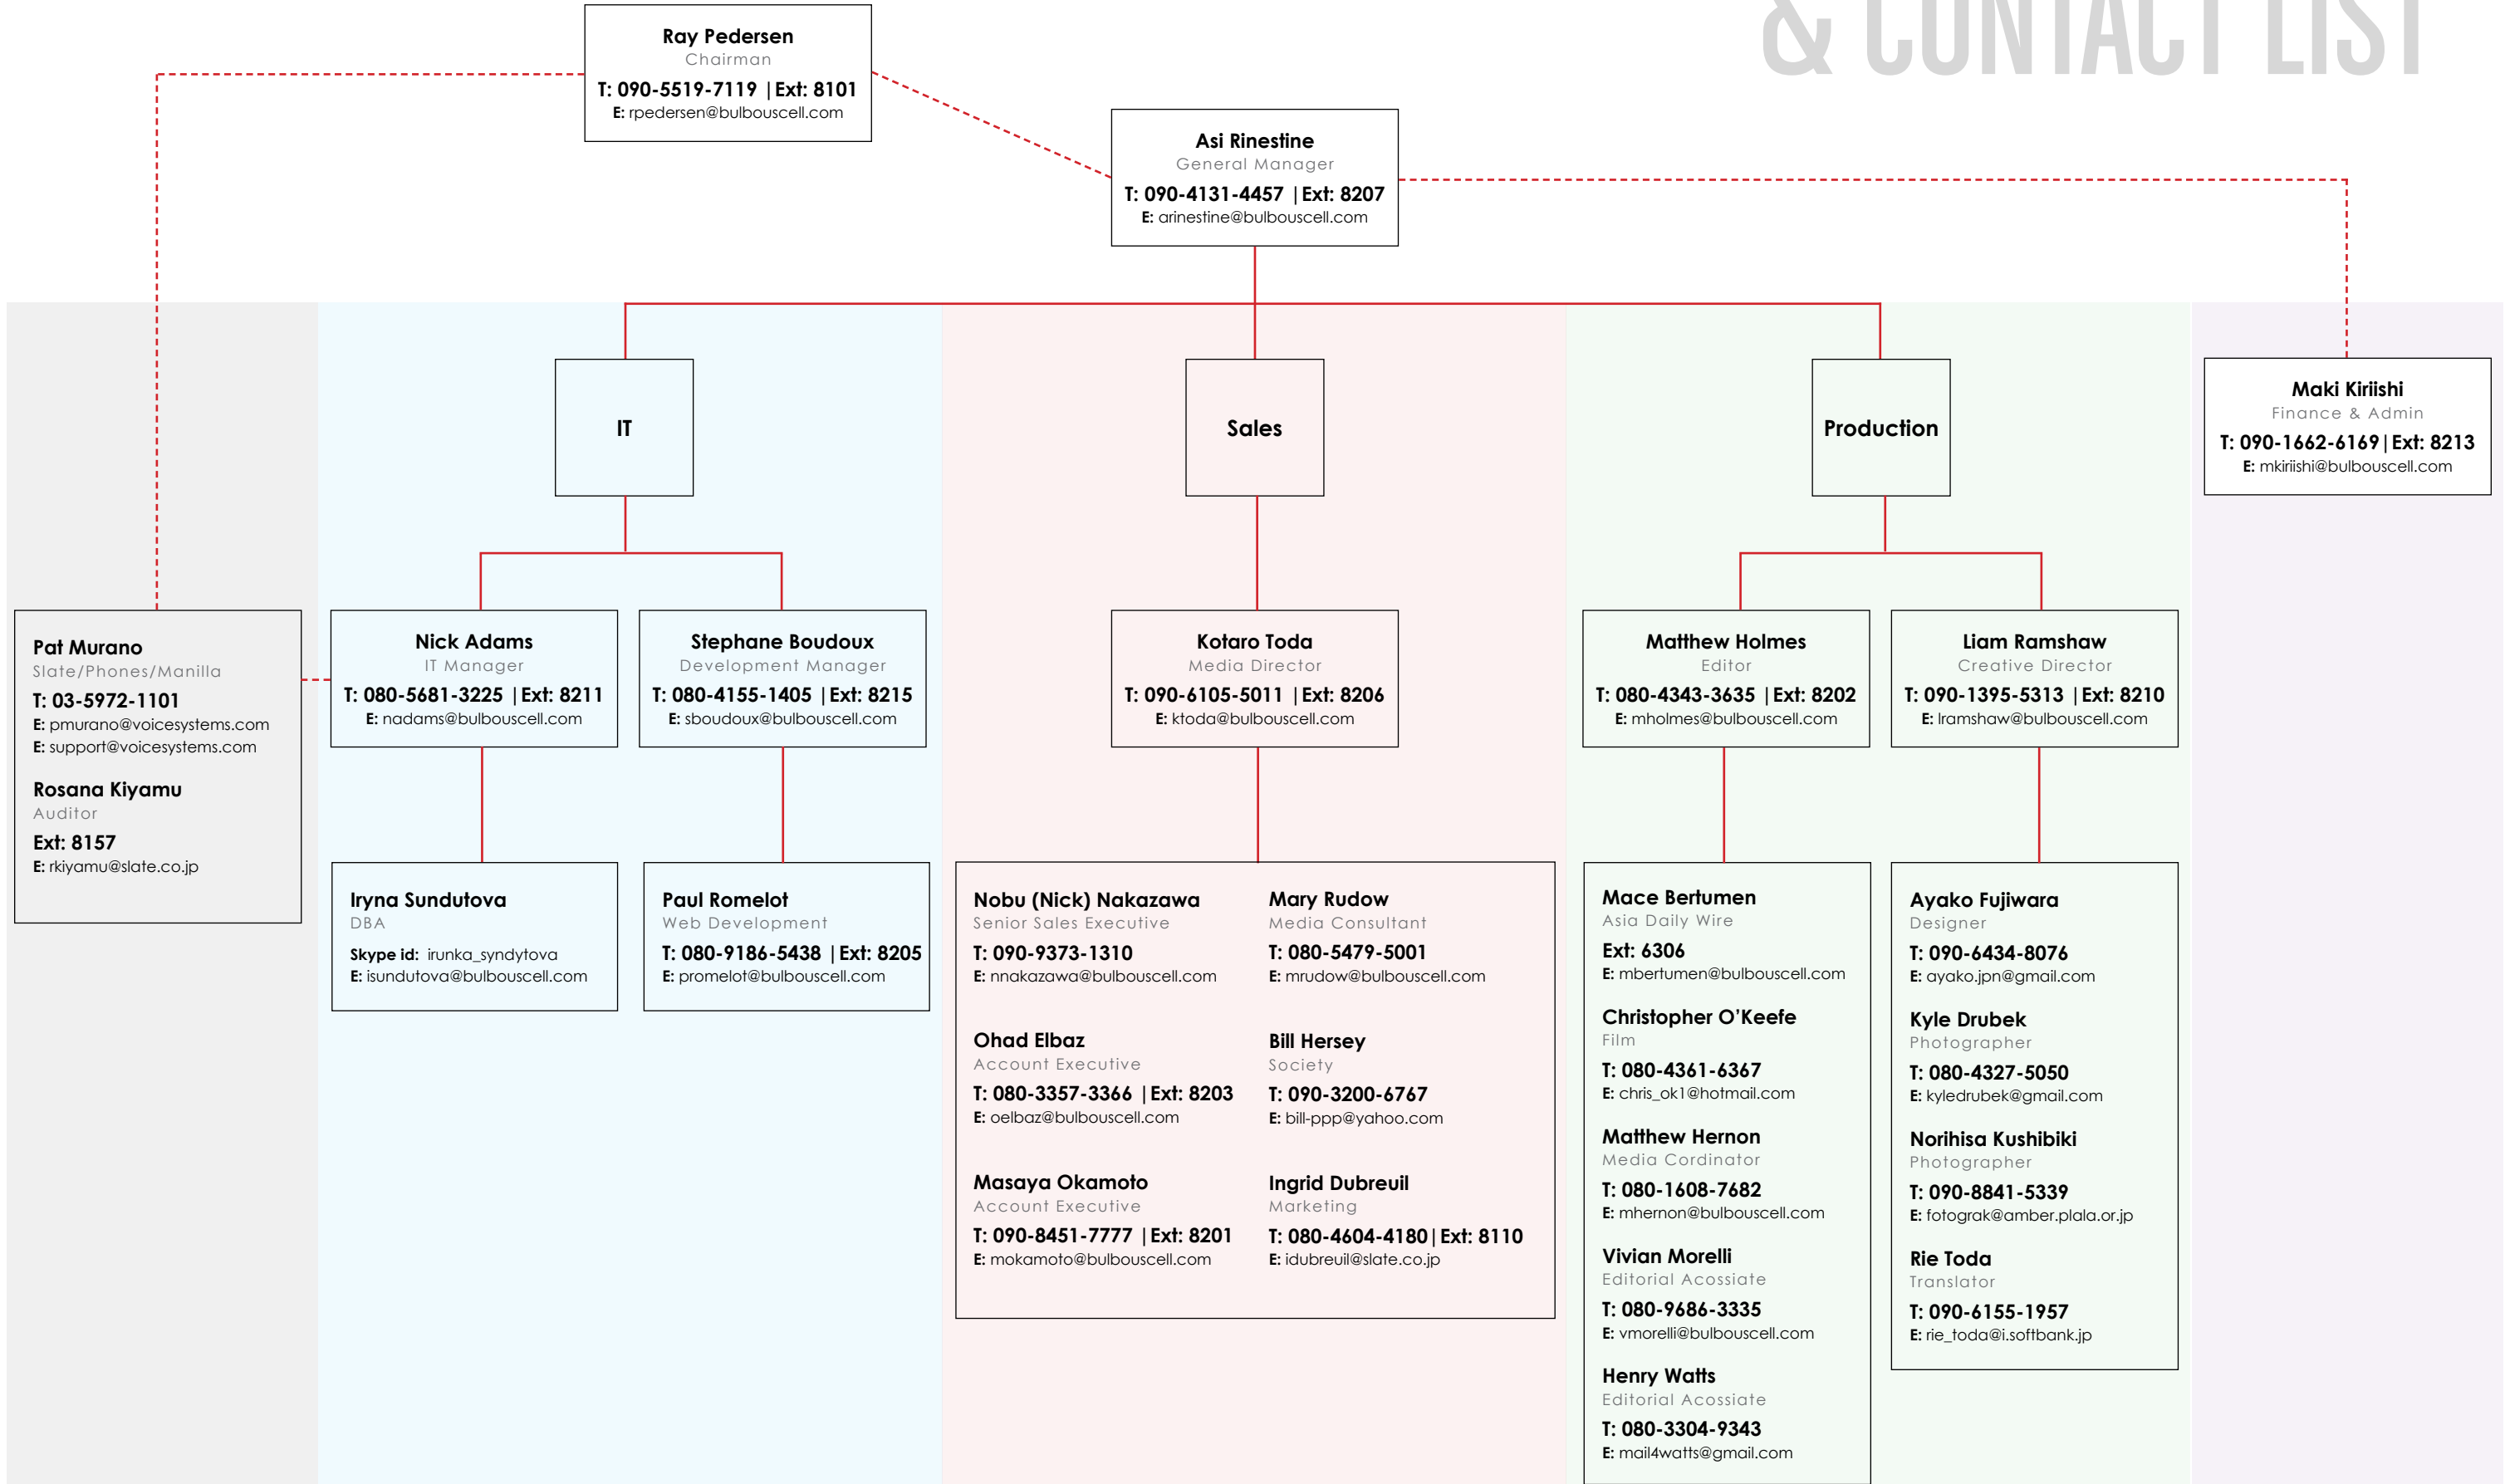 & CONTACT LIST
Ray Pedersen
Chairman
T: 090-5519-7119 | Ext: 8101
E: rpedersen@bulbouscell.com
Asi Rinestine
General Manager
T: 090-4131-4457 | Ext: 8207
E: arinestine@bulbouscell.com
IT
Sales
Production
Maki Kiriishi
Finance & Admin
T: 090-1662-6169| Ext: 8213
E: mkiriishi@bulbouscell.com
Pat Murano
Slate/Phones/Manilla
T: 03-5972-1101
E: pmurano@voicesystems.com
E: support@voicesystems.com
Rosana Kiyamu
Auditor
Ext: 8157
E: rkiyamu@slate.co.jp
Nick Adams
IT Manager
T: 080-5681-3225 | Ext: 8211
E: nadams@bulbouscell.com
Stephane Boudoux
Development Manager
T: 080-4155-1405 | Ext: 8215
E: sboudoux@bulbouscell.com
Kotaro Toda
Media Director
T: 090-6105-5011 | Ext: 8206
E: ktoda@bulbouscell.com
Matthew Holmes
Editor
T: 080-4343-3635 | Ext: 8202
E: mholmes@bulbouscell.com
Liam Ramshaw
Creative Director
T: 090-1395-5313 | Ext: 8210
E: lramshaw@bulbouscell.com
Iryna Sundutova
DBA
Skype id: irunka_syndytova
E: isundutova@bulbouscell.com
Paul Romelot
Web Development
T: 080-9186-5438 | Ext: 8205
E: promelot@bulbouscell.com
Nobu (Nick) Nakazawa
Senior Sales Executive
T: 090-9373-1310
E: nnakazawa@bulbouscell.com
Ohad Elbaz
Account Executive
T: 080-3357-3366 | Ext: 8203
E: oelbaz@bulbouscell.com
Masaya Okamoto
Account Executive
T: 090-8451-7777 | Ext: 8201
E: mokamoto@bulbouscell.com
Mary Rudow
Media Consultant
T: 080-5479-5001
E: mrudow@bulbouscell.com
Bill Hersey
Society
T: 090-3200-6767
E: bill-ppp@yahoo.com
Ingrid Dubreuil
Marketing
T: 080-4604-4180| Ext: 8110
E: idubreuil@slate.co.jp
Mace Bertumen
Asia Daily Wire
Ext: 6306
E: mbertumen@bulbouscell.com
Christopher O’Keefe
Film
T: 080-4361-6367
E: chris_ok1@hotmail.com
Matthew Hernon
Media Cordinator
T: 080-1608-7682
E: mhernon@bulbouscell.com
Vivian Morelli
Editorial Acossiate
T: 080-9686-3335
E: vmorelli@bulbouscell.com
Henry Watts
Editorial Acossiate
T: 080-3304-9343
E: mail4watts@gmail.com
Ayako Fujiwara
Designer
T: 090-6434-8076
E: ayako.jpn@gmail.com
Kyle Drubek
Photographer
T: 080-4327-5050
E: kyledrubek@gmail.com
Norihisa Kushibiki
Photographer
T: 090-8841-5339
E: fotograk@amber.plala.or.jp
Rie Toda
Translator
T: 090-6155-1957
E: rie_toda@i.softbank.jp